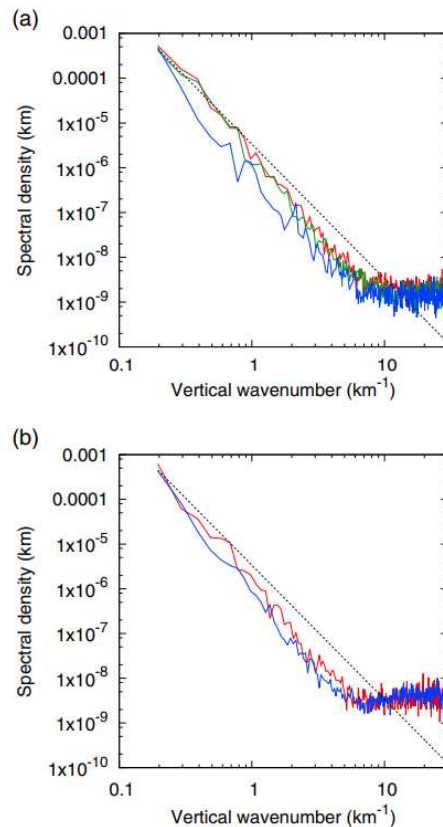 (a)
0.001
0.0001
1x10⁻⁵
1x10⁻⁶
1x10⁻⁷
1x10⁻⁸
1x10⁻⁹
1x10⁻¹⁰
Spectral density (km)
0.1 1 10
Vertical wavenumber (km⁻¹)
(b)
0.001
0.0001
1x10⁻⁵
1x10⁻⁶
1x10⁻⁷
1x10⁻⁸
1x10⁻⁹
1x10⁻¹⁰
Spectral density (km)
0.1 1 10
Vertical wavenumber (km⁻¹)